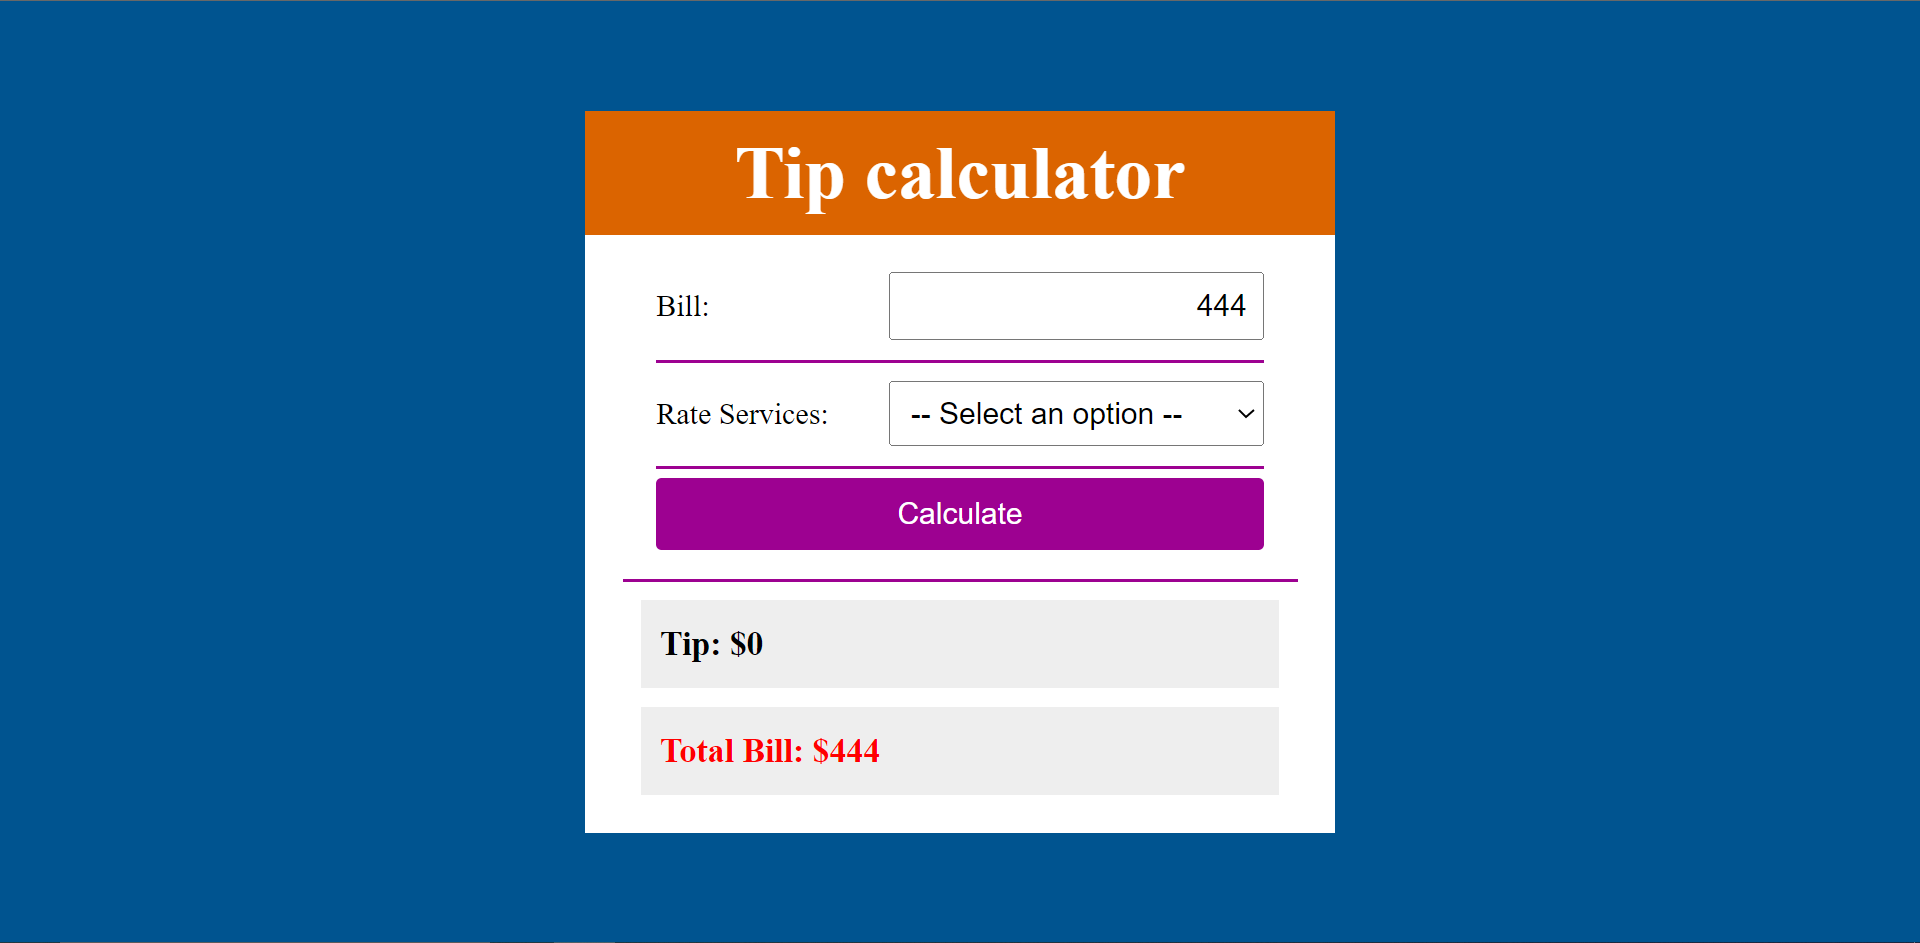 Tip calculator
Bill: 444
Rate Services: -- Select an option --
Calculate
Tip: $0
Total Bill: $444